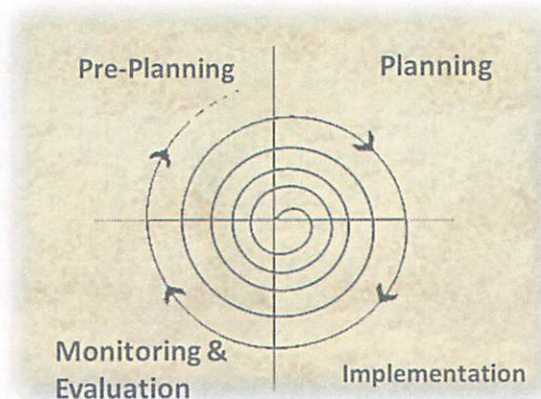 Pre-Planning
Planning
Monitoring &
Evaluation
Implementation